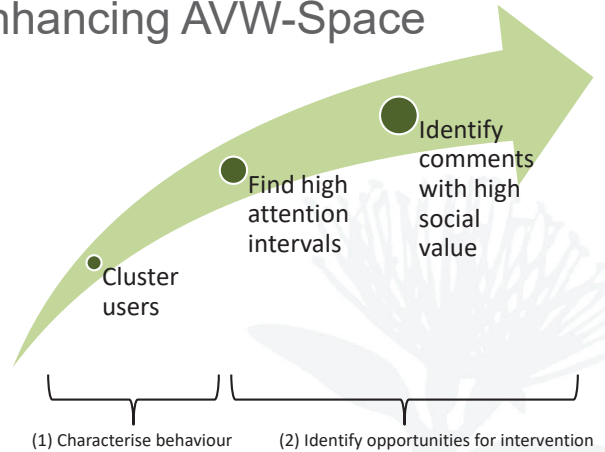 nhancing AVW-Space
Identify
comments
with high
social
value
Find high
attention
intervals
Cluster
users
(1) Characterise behaviour
(2) Identify opportunities for intervention